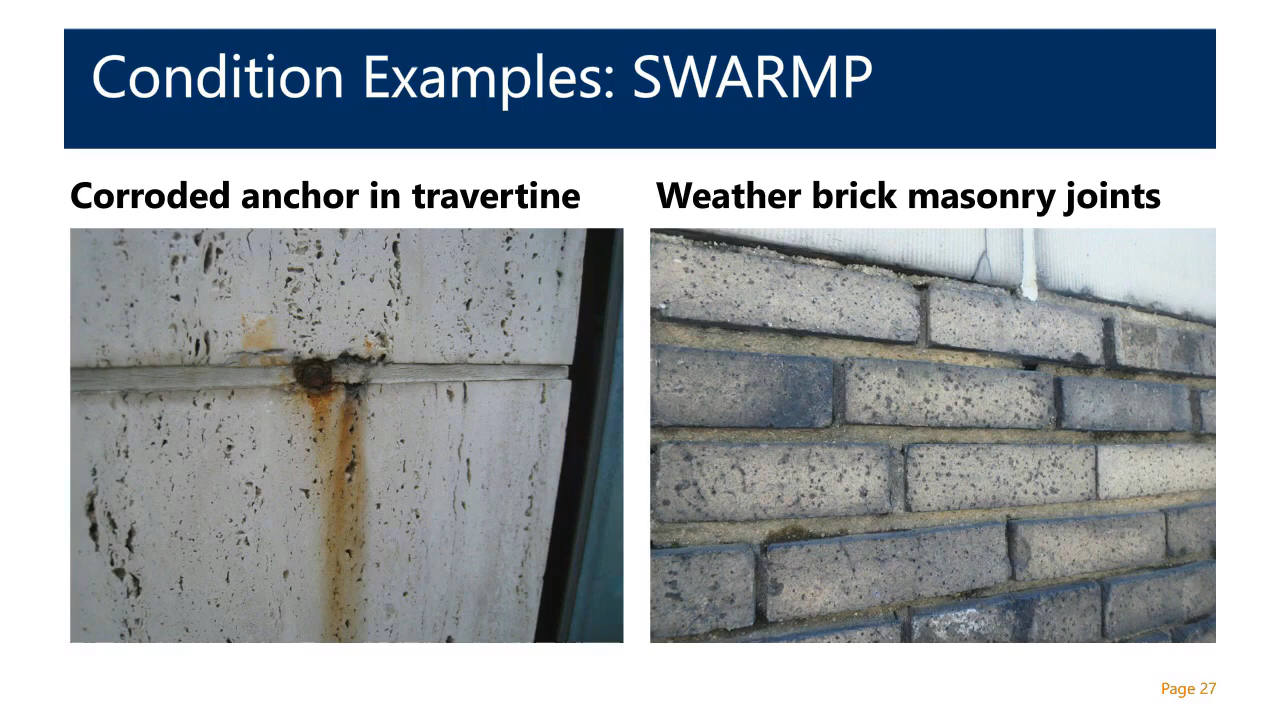 Condition Examples: SWARMP
Corroded anchor in travertine
Weather brick masonry joints
Page 27